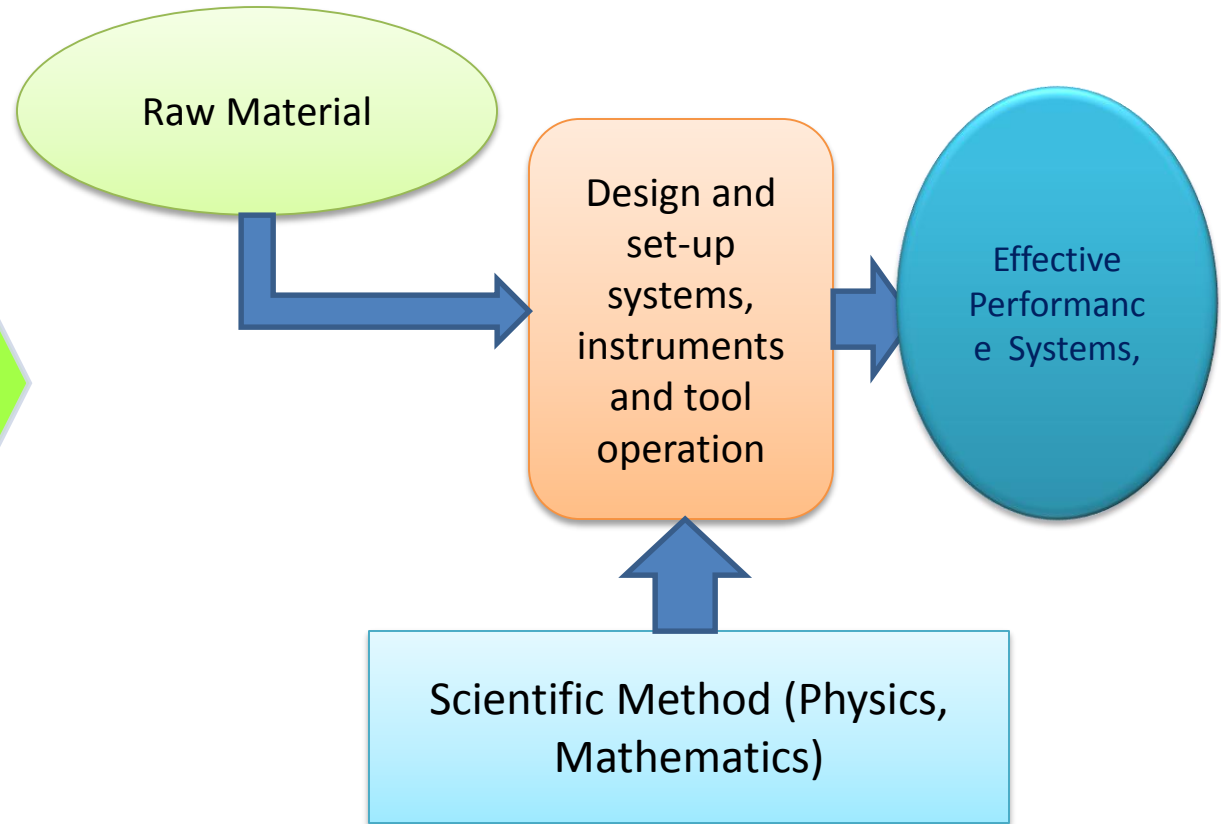 Raw Material
Design and
set-up
systems,
instruments
and tool
operation
Effective
Performanc
e Systems,
Scientific Method (Physics,
Mathematics)